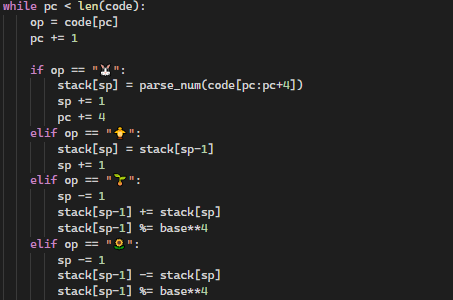 while pc < len(code):
    op = code[pc]
    pc += 1
    if op == "🐰":
        stack[sp] = parse_num(code[pc:pc+4])
        sp += 1
        pc += 4
    elif op == "🐥":
        stack[sp] = stack[sp-1]
        sp += 1
    elif op == "🌱":
        sp -= 1
        stack[sp-1] += stack[sp]
        stack[sp-1] %= base**4
    elif op == "🌻":
        sp -= 1
        stack[sp-1] -= stack[sp]
        stack[sp-1] %= base**4